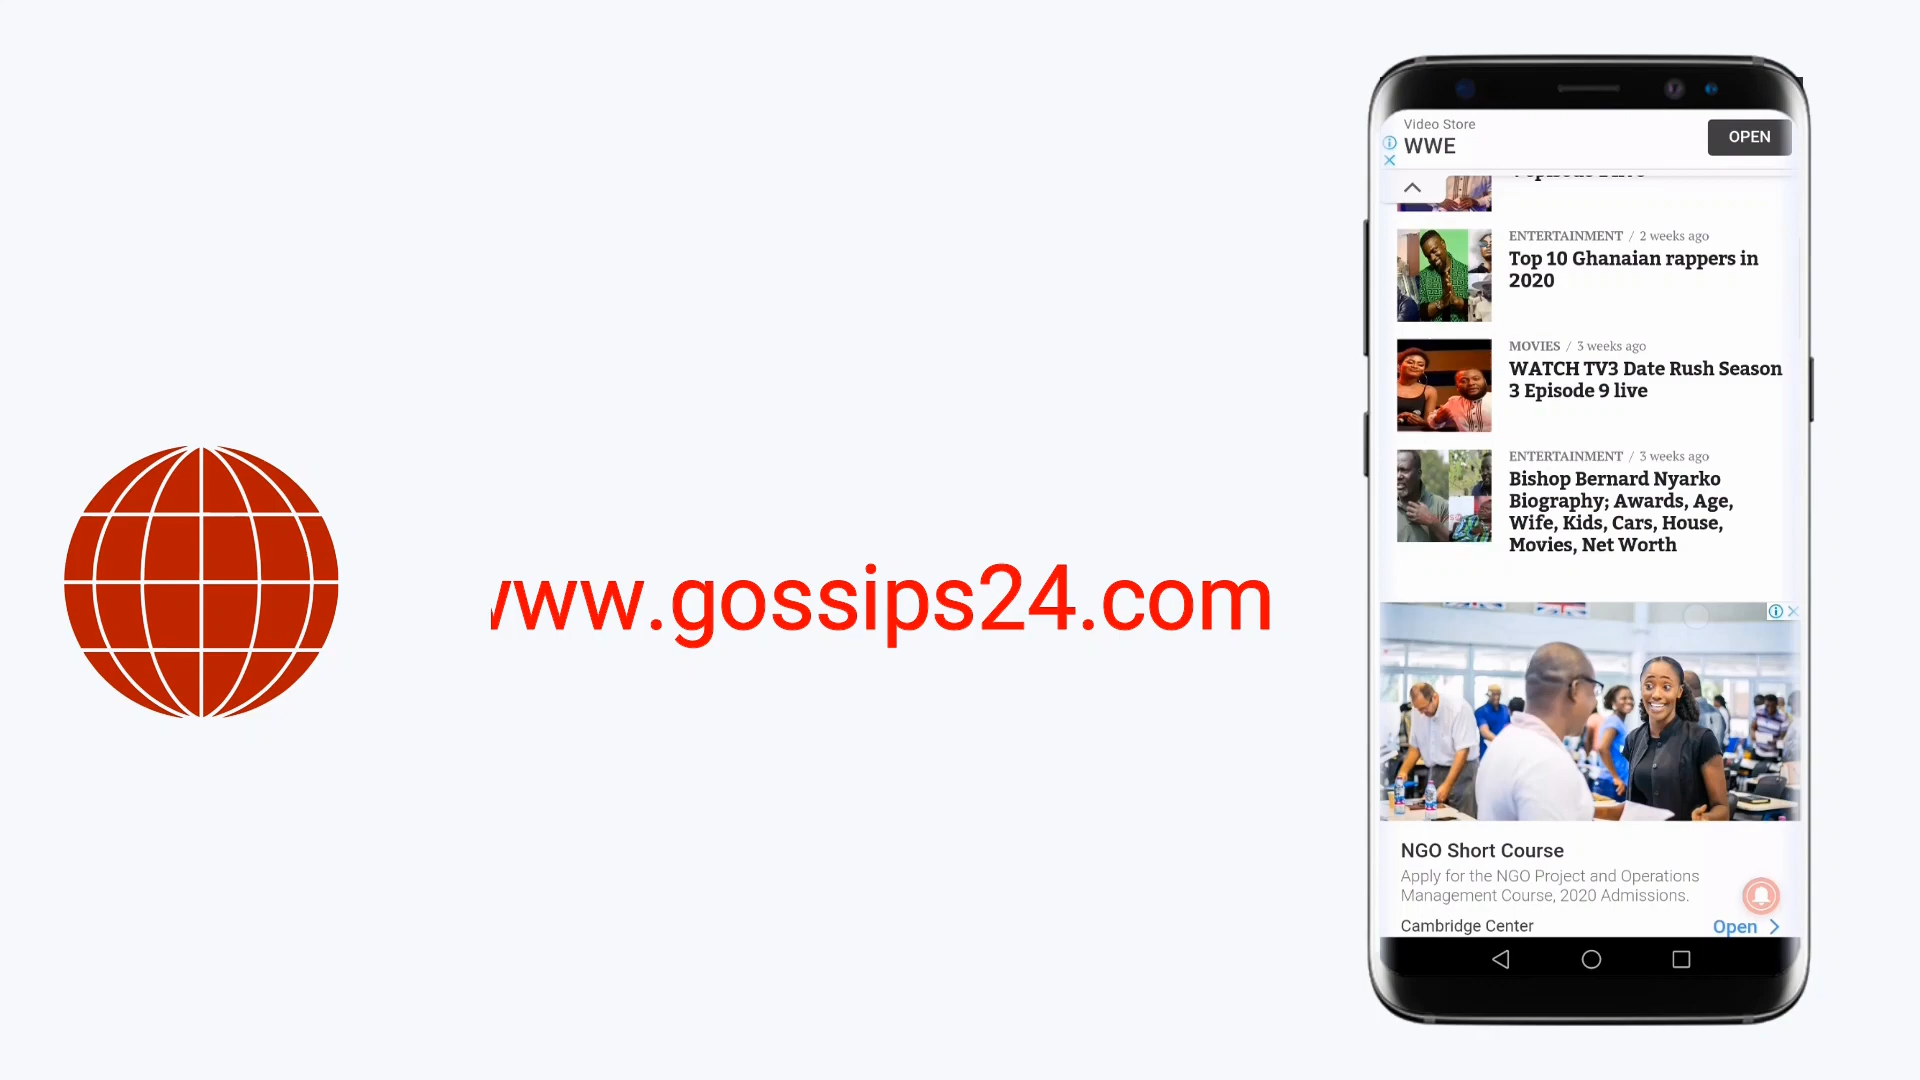 Video Store
WWE
OPEN
ENTERTAINMENT / 2 weeks ago
Top 10 Ghanaian rappers in
2020
MOVIES / 3 weeks ago
WATCH TV3 Date Rush Season
3 Episode 9 live
ENTERTAINMENT / 3 weeks ago
Bishop Bernard Nyarko
Biography; Awards, Age,
Wife, Kids, Cars, House,
Movies, Net Worth
ww.gossips24.com
NGO Short Course
Apply for the NGO Project and Operations
Management Course, 2020 Admissions.
Cambridge Center
Open